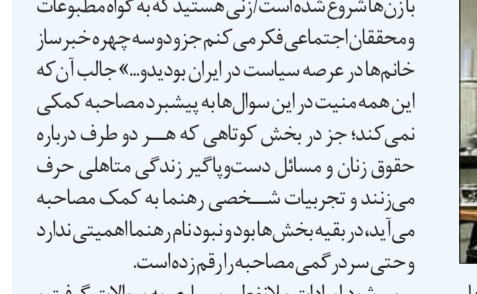 با زن‌ها شروع شده است/زنی هستید که به گواه مطبوعات
ومحققان اجتماعی فکر می کنم جزو دو سه چهره خبرساز
خانم‌ها در عرصه سیاست در ایران بودید و...» جالب آن که
این همه منیت در این سوال‌ها به پیشبرد مصاحبه کمکی
نمی کند؛ جز در بخش کوتاهی که هر دو طرف درباره
حقوق زنان و مسائل دست‌وپاگیر زندگی متاهلی حرف
می‌زنند و تجربیات شخصی رهنما به کمک مصاحبه
می‌آید، در بقیه بخش‌ها بود و نبود نام رهنما اهمیتی ندارد
و حتی سردرگمی مصاحبه را رقم زده است.